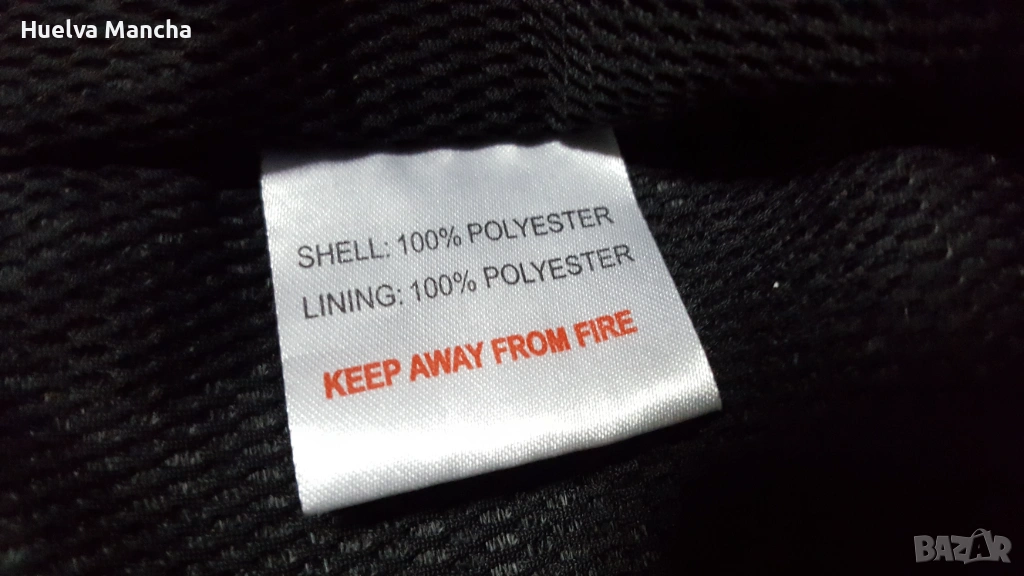 Huelva Mancha
SHELL: 100% POLYESTER
LINING: 100% POLYESTER
KEEP AWAY FROM FIRE
BAZAR